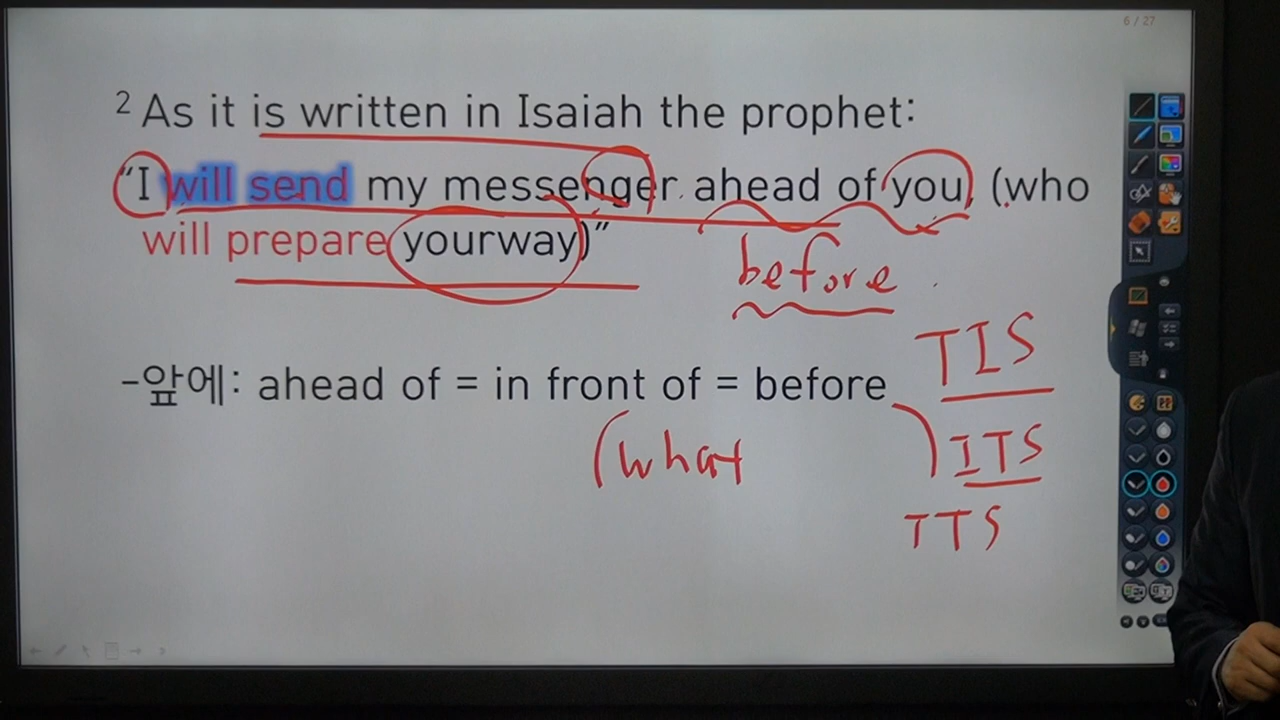 6 / 27
2 As it is written in Isaiah the prophet:
“I will send my messenger ahead of you, (who
will prepare yourway)”
before
TIS
-앞에: ahead of = in front of = before
(what ) ITS
TTS